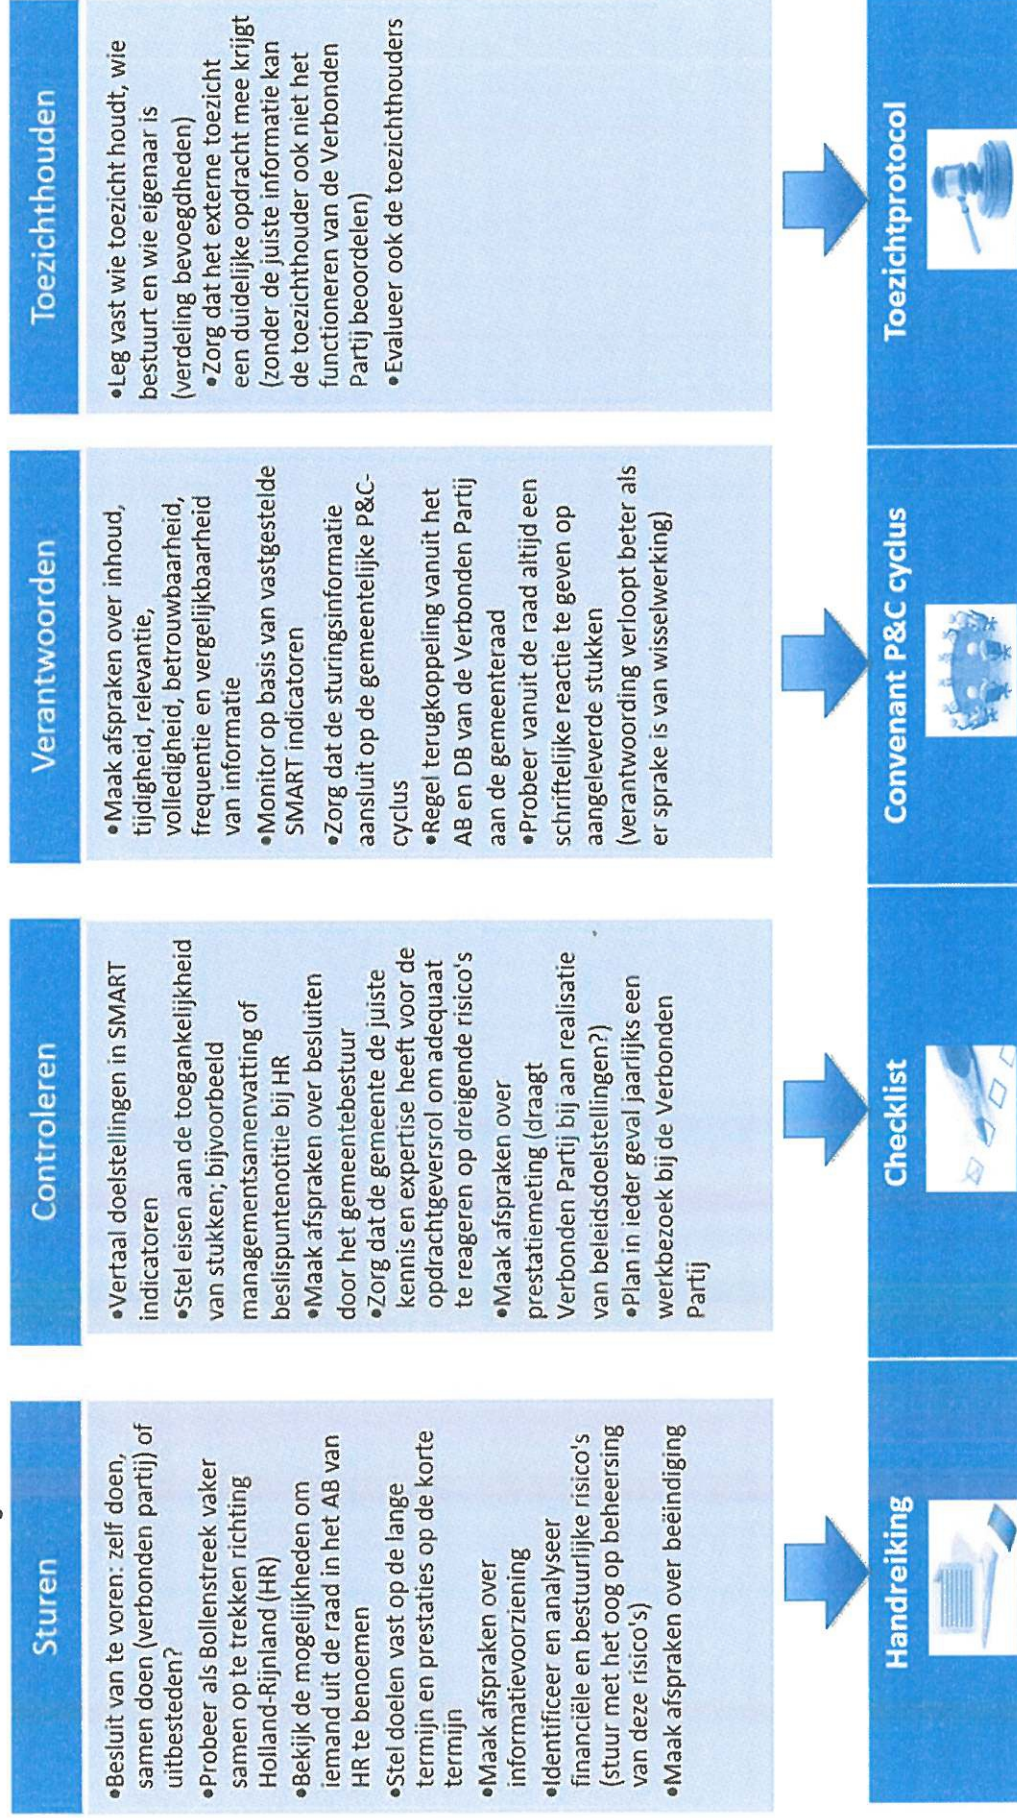 Sturen
•Besluit van te voren: zelf doen,
samen doen (verbonden partij) of
uitbesteden?
•Probeer als Bollenstreek vaker
samen op te trekken richting
Holland-Rijnland (HR)
•Bekijk de mogelijkheden om
iemand uit de raad in het AB van
HR te benoemen
•Stel doelen vast op de lange
termijn en prestaties op de korte
termijn
•Maak afspraken over
informatievoorziening
•Identificeer en analyseer
financiële en bestuurlijke risico's
(stuur met het oog op beheersing
van deze risico's)
•Maak afspraken over beëindiging
Handreiking
Controleren
•Vertaal doelstellingen in SMART
indicatoren
•Stel eisen aan de toegankelijkheid
van stukken; bijvoorbeeld
managementsamenvatting of
beslispuntenotitie bij HR
•Maak afspraken over besluiten
door het gemeentebestuur
•Zorg dat de gemeente de juiste
kennis en expertise heeft voor de
opdrachtgeversrol om adequaat
te reageren op dreigende risico's
•Maak afspraken over
prestatiemeting (draagt
Verbonden Partij bij aan realisatie
van beleidsdoelstellingen?)
•Plan in ieder geval jaarlijks een
werkbezoek bij de Verbonden
Partij
Checklist
Verantwoorden
•Maak afspraken over inhoud,
tijdigheid, relevantie,
volledigheid, betrouwbaarheid,
frequentie en vergelijkbaarheid
van informatie
•Monitor op basis van vastgestelde
SMART indicatoren
•Zorg dat de sturingsinformatie
aansluit op de gemeentelijke P&C-
cyclus
•Regel terugkoppeling vanuit het
AB en DB van de Verbonden Partij
aan de gemeenteraad
•Probeer vanuit de raad altijd een
schriftelijke reactie te geven op
aangeleverde stukken
(verantwoording verloopt beter als
er sprake is van wisselwerking)
Convenant P&C cyclus
Toezichthouden
•Leg vast wie toezicht houdt, wie
bestuurt en wie eigenaar is
(verdeling bevoegdheden)
•Zorg dat het externe toezicht
een duidelijke opdracht mee krijgt
(zonder de juiste informatie kan
de toezichthouder ook niet het
functioneren van de Verbonden
Partij beoordelen)
•Evalueer ook de toezichthouders
Toezichtprotocol